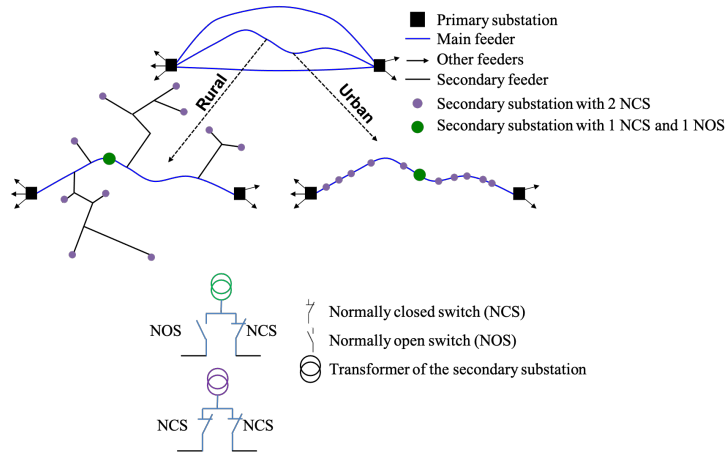 Primary substation
Main feeder
Other feeders
Secondary feeder
Secondary substation with 2 NCS
Secondary substation with 1 NCS and 1 NOS
Rural
Urban
NOS
NCS
Normally closed switch (NCS)
Normally open switch (NOS)
Transformer of the secondary substation
NCS
NCS